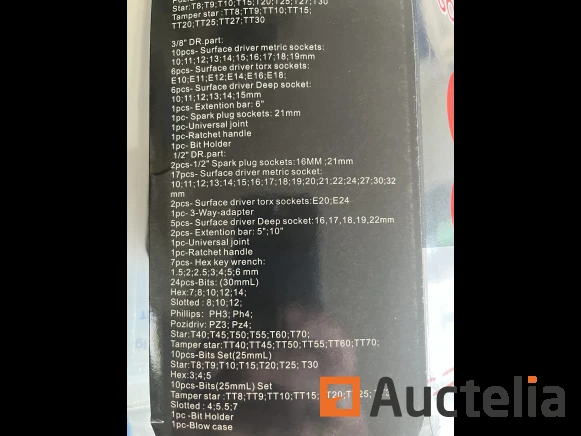 Star:T8;T9;T10;T15;T20;T25;T27;T30
Tamper star :TT8;TT9;TT10;TT15;
TT20;TT25;TT27;TT30
3/8" DR.part:
10pcs- Surface driver metric sockets:
10;11;12;13;14;15;16;17;18;19mm
6pcs- Surface driver torx sockets:
E10;E11;E12;E14;E16;E18;
6pcs- Surface driver Deep socket:
10;11;12;13;14;15mm
1pcs- Extention bar: 6"
1pc- Spark plug sockets: 21mm
1pc-Universal joint
1pc-Ratchet handle
1pc- Bit Holder
1/2" DR.part:
2pcs-1/2" Spark plug sockets:16MM ;21mm
17pcs- Surface driver metric socket:
10;11;12;13;14;15;16;17;18;19;20;21;22;24;27;30;32
mm
2pcs- Surface driver torx sockets:E20;E24
1pc- 3-Way-adapter
5pcs- Surface driver Deep socket:16,17,18,19,22mm
2pcs- Extention bar: 5";10"
1pc-Universal joint
1pc-Ratchet handle
7pcs- Hex key wrench:
1.5;2;2.5;3;4;5;6 mm
24pcs-Bits: (30mmL)
Hex:7;8;10;12;14;
Slotted : 8;10;12;
Phillips: PH3; Ph4;
Pozidriv: PZ3; Pz4;
Star:T40;T45;T50;T55;T60;T70;
Tamper star:TT40;TT45;TT50;TT55;TT60;TT70;
10pcs-Bits Set(25mmL)
Star:T8;T9;T10;T15;T20;T25; T30
Hex:3;4;5
10pcs-Bits(25mmL) Set
Tamper star :TT8;TT9;TT10;TT15; T20;TT25;
Slotted : 4;5.5;7
1pc -Bit Holder
1pc-Blow case
Auctelia